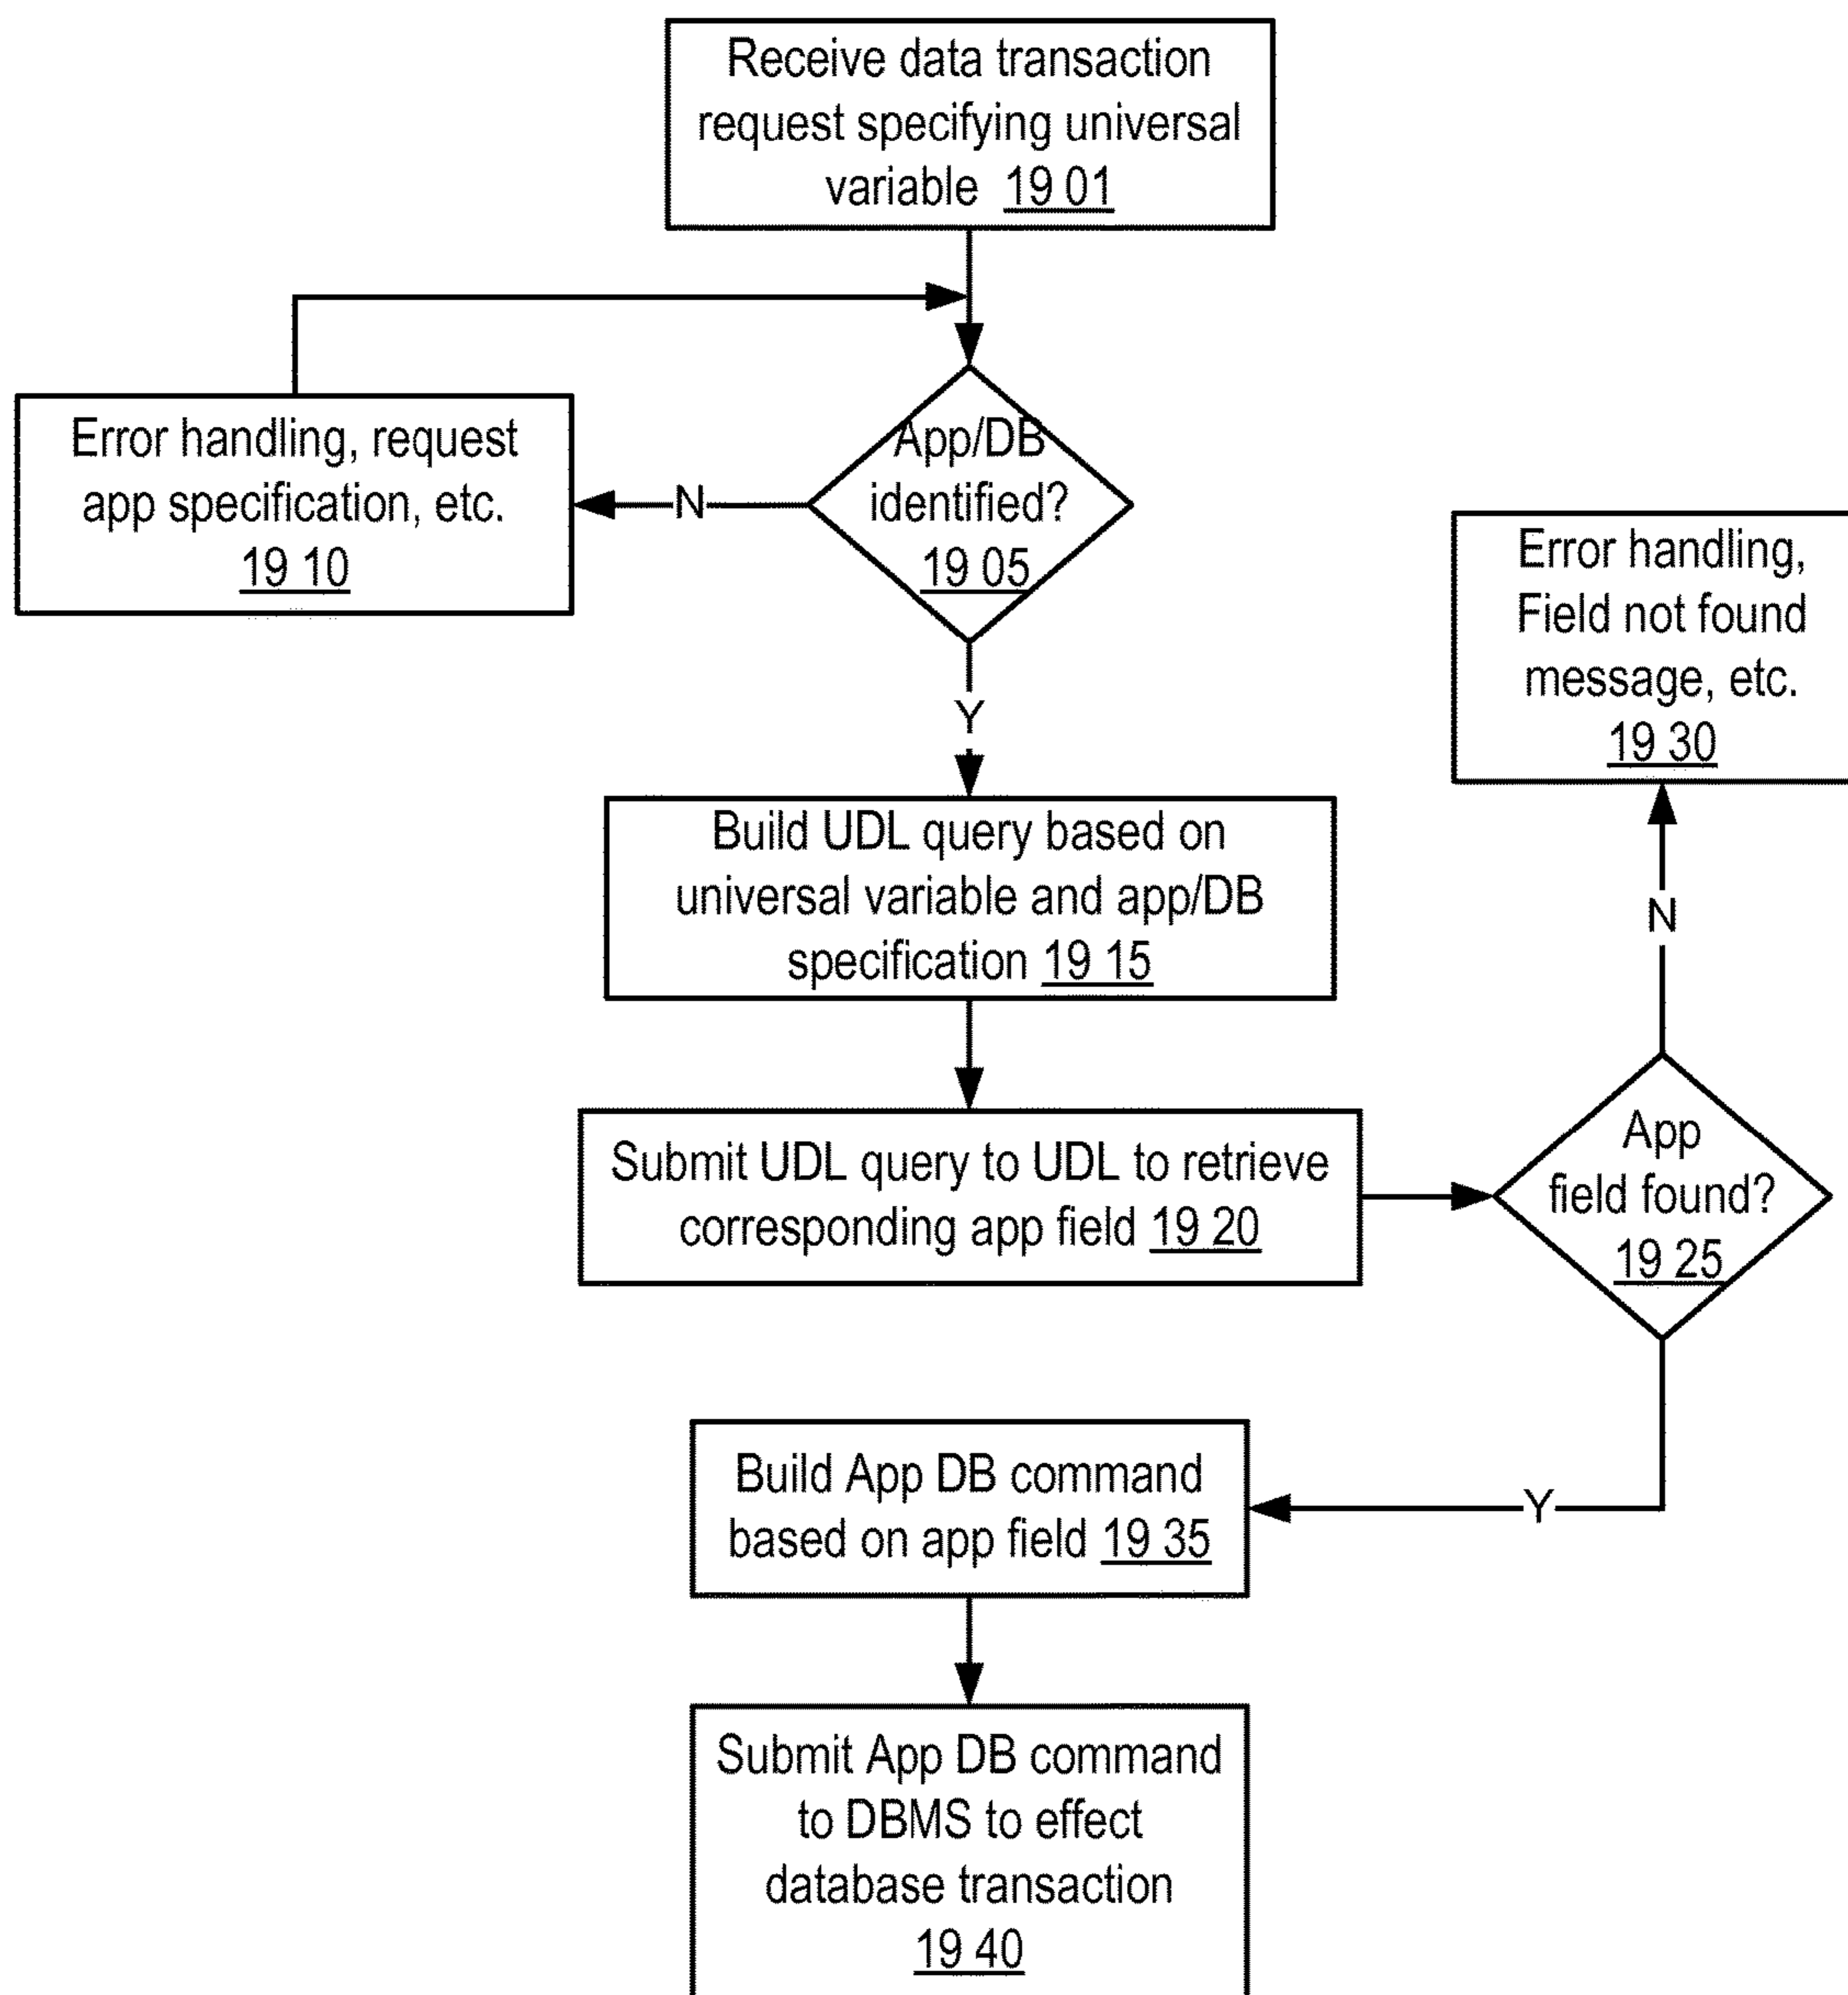 Receive data transaction
request specifying universal
variable 19 01
App/DB
identified?
19 05
N
Error handling, request
app specification, etc.
19 10
Y
Build UDL query based on
universal variable and app/DB
specification 19 15
Submit UDL query to UDL to retrieve
corresponding app field 19 20
App
field found?
19 25
N
Error handling,
Field not found
message, etc.
19 30
Y
Build App DB command
based on app field 19 35
Submit App DB command
to DBMS to effect
database transaction
19 40